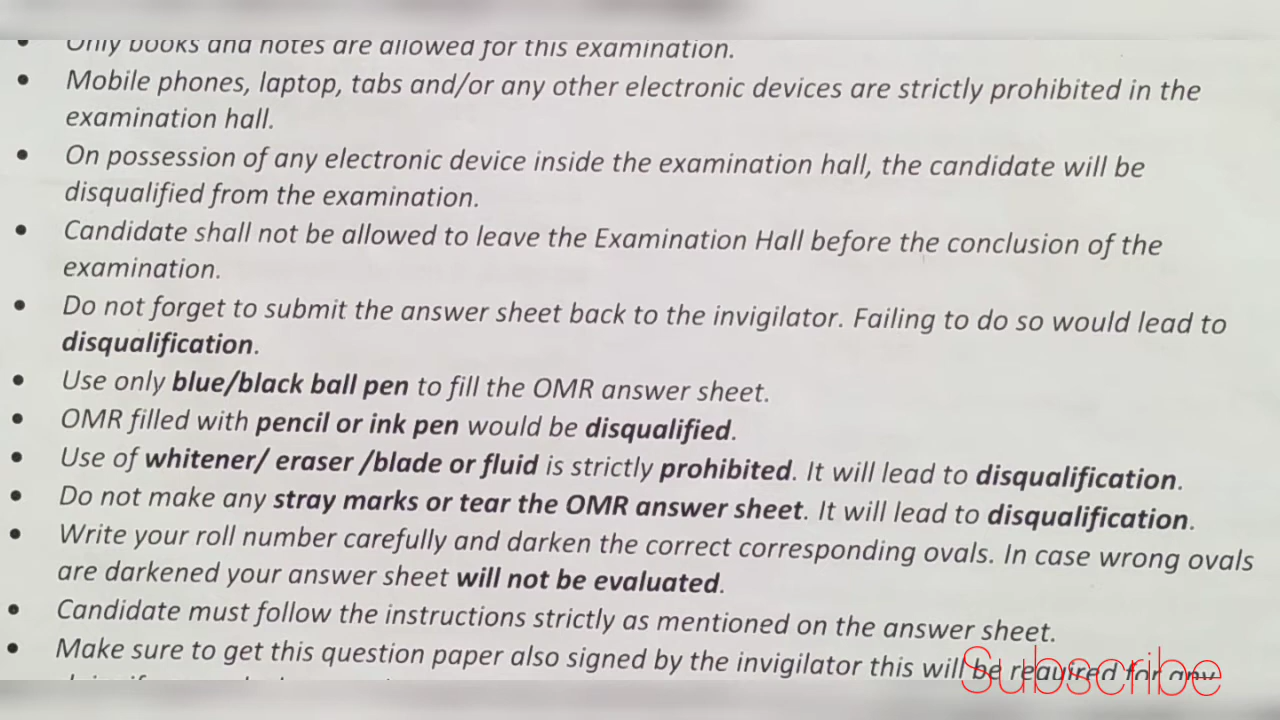 • Only books and notes are allowed for this examination.
• Mobile phones, laptop, tabs and/or any other electronic devices are strictly prohibited in the
examination hall.
• On possession of any electronic device inside the examination hall, the candidate will be
disqualified from the examination.
• Candidate shall not be allowed to leave the Examination Hall before the conclusion of the
examination.
• Do not forget to submit the answer sheet back to the invigilator. Failing to do so would lead to
disqualification.
• Use only blue/black ball pen to fill the OMR answer sheet.
• OMR filled with pencil or ink pen would be disqualified.
• Use of whitener/ eraser /blade or fluid is strictly prohibited. It will lead to disqualification.
• Do not make any stray marks or tear the OMR answer sheet. It will lead to disqualification.
• Write your roll number carefully and darken the correct corresponding ovals. In case wrong ovals
are darkened your answer sheet will not be evaluated.
• Candidate must follow the instructions strictly as mentioned on the answer sheet.
• Make sure to get this question paper also signed by the invigilator this will be required for any
Subscribe